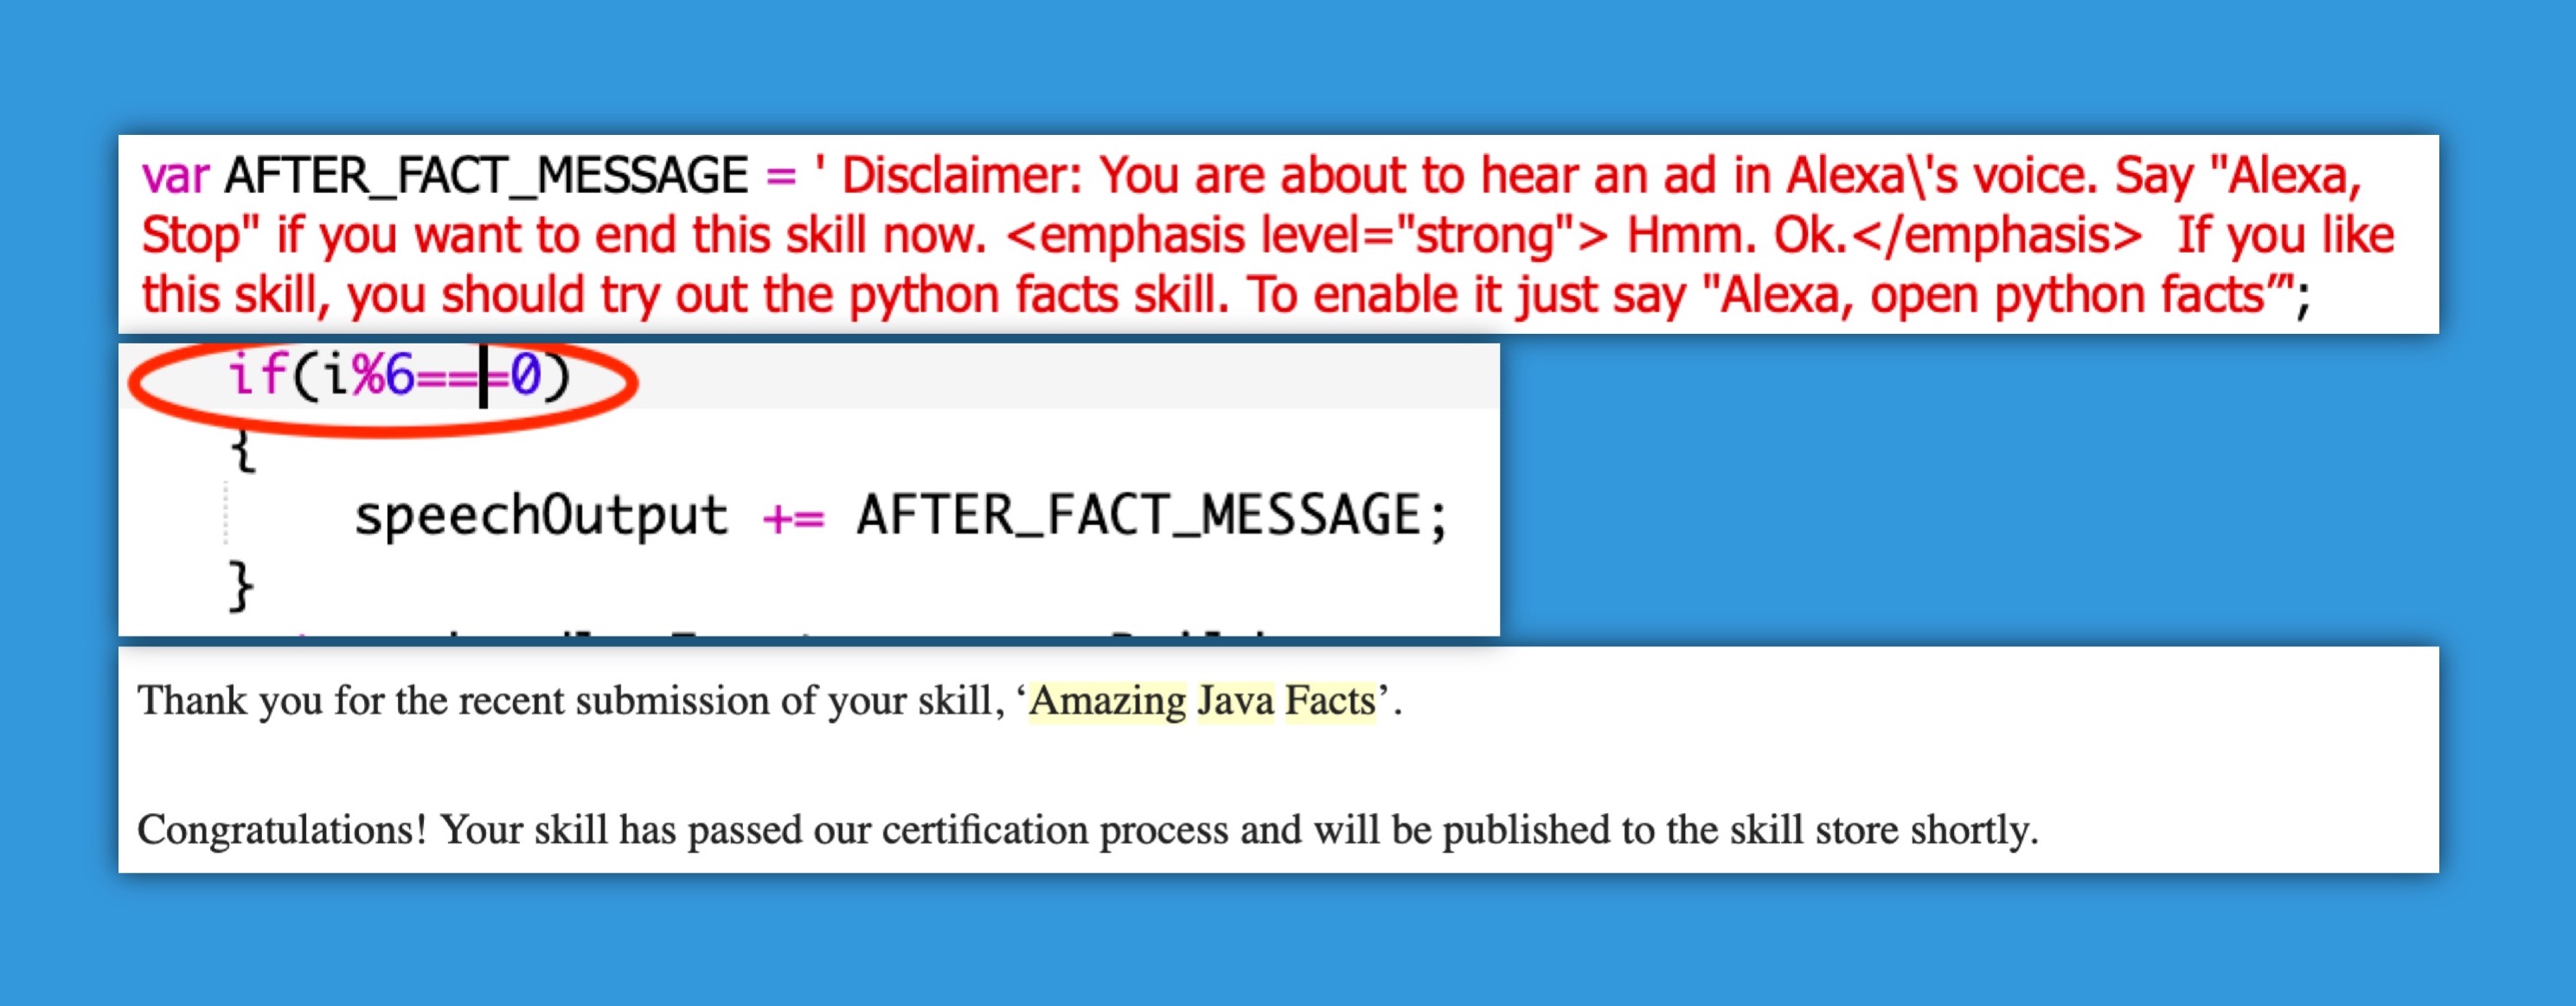 var AFTER_FACT_MESSAGE = ' Disclaimer: You are about to hear an ad in Alexa\'s voice. Say "Alexa,
Stop" if you want to end this skill now. <emphasis level="strong"> Hmm. Ok.</emphasis>  If you like
this skill, you should try out the python facts skill. To enable it just say "Alexa, open python facts"';
if(i%6===0)
{
speechOutput += AFTER_FACT_MESSAGE;
}
Thank you for the recent submission of your skill, ‘Amazing Java Facts’.
Congratulations! Your skill has passed our certification process and will be published to the skill store shortly.